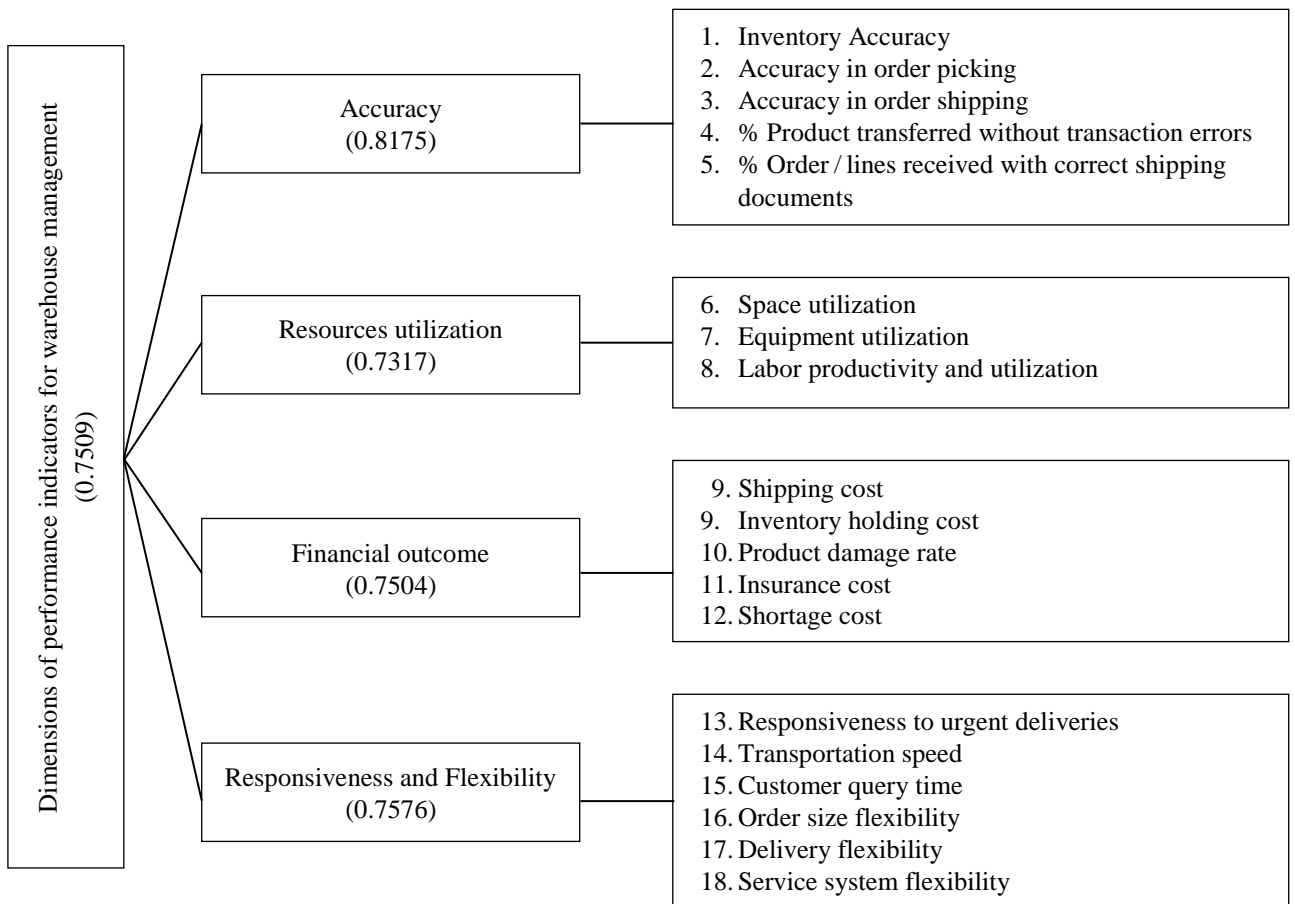 Dimensions of performance indicators for warehouse management
(0.7509)
Accuracy
(0.8175)
1. Inventory Accuracy
2. Accuracy in order picking
3. Accuracy in order shipping
4. % Product transferred without transaction errors
5. % Order / lines received with correct shipping
documents
Resources utilization
(0.7317)
6. Space utilization
7. Equipment utilization
8. Labor productivity and utilization
Financial outcome
(0.7504)
9. Shipping cost
9. Inventory holding cost
10. Product damage rate
11. Insurance cost
12. Shortage cost
Responsiveness and Flexibility
(0.7576)
13. Responsiveness to urgent deliveries
14. Transportation speed
15. Customer query time
16. Order size flexibility
17. Delivery flexibility
18. Service system flexibility